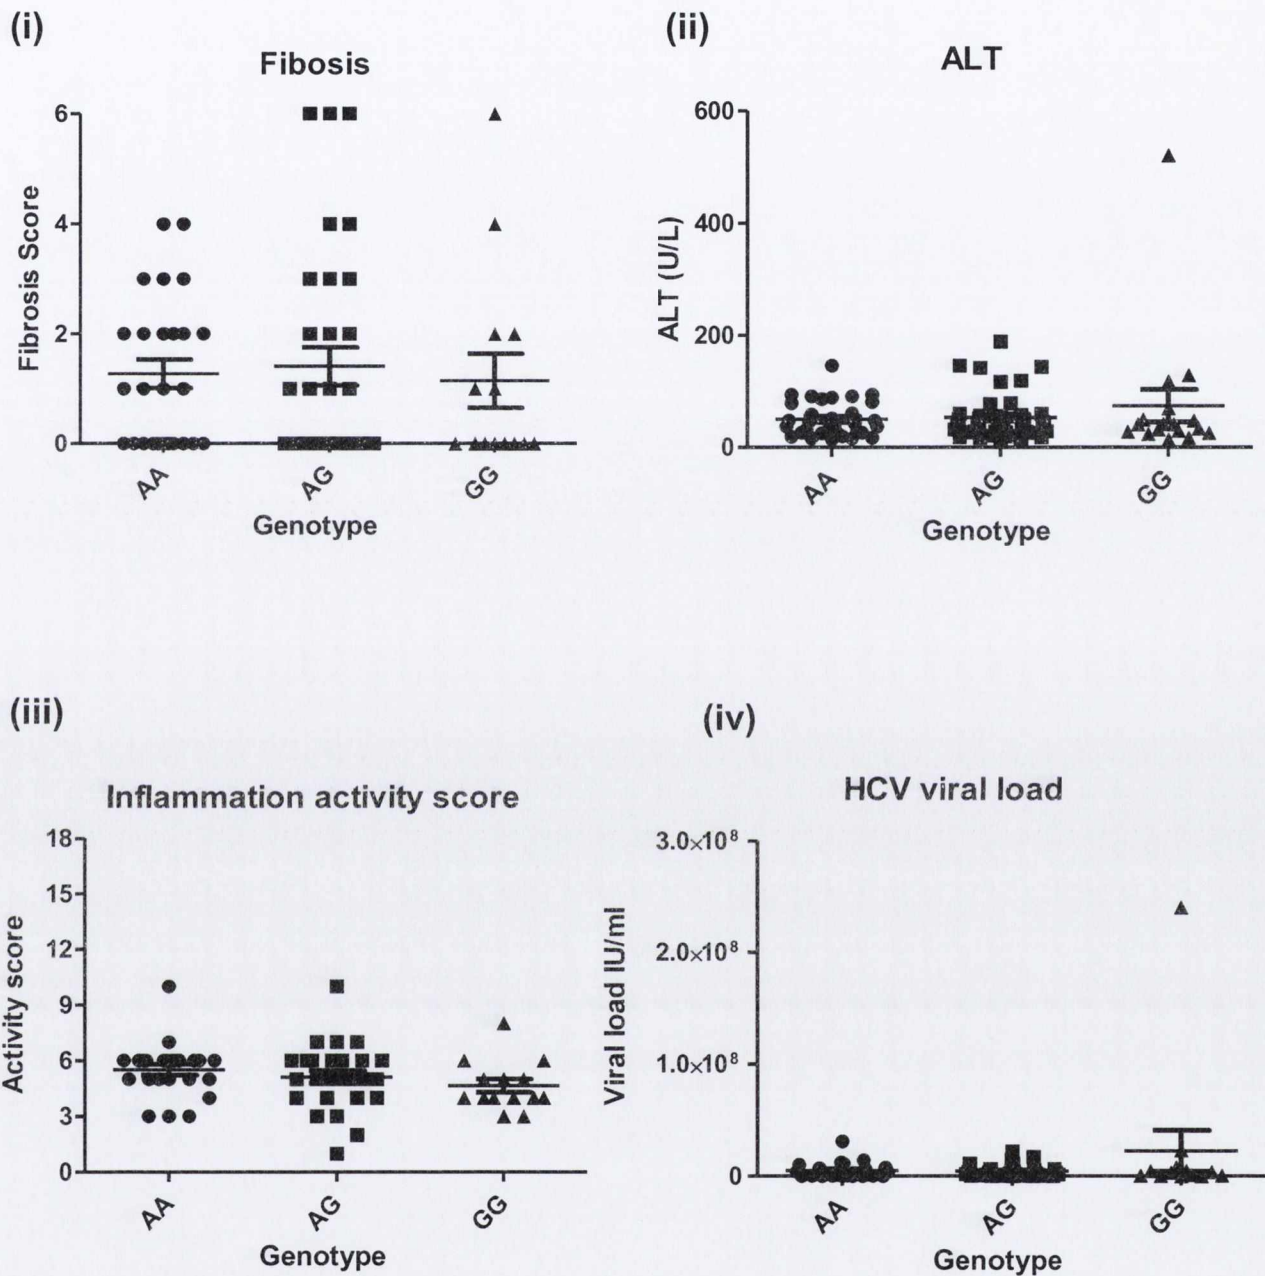 (i)
Fibosis
Fibrosis Score
6
4
2
0
AA
AG
GG
Genotype
(ii)
ALT
ALT (U/L)
600
400
200
0
AA
AG
GG
Genotype
(iii)
Inflammation activity score
Activity score
18
15
12
9
6
3
0
AA
AG
GG
Genotype
(iv)
HCV viral load
Viral load IU/ml
3.0×10⁸
2.0×10⁸
1.0×10⁸
0
AA
AG
GG
Genotype